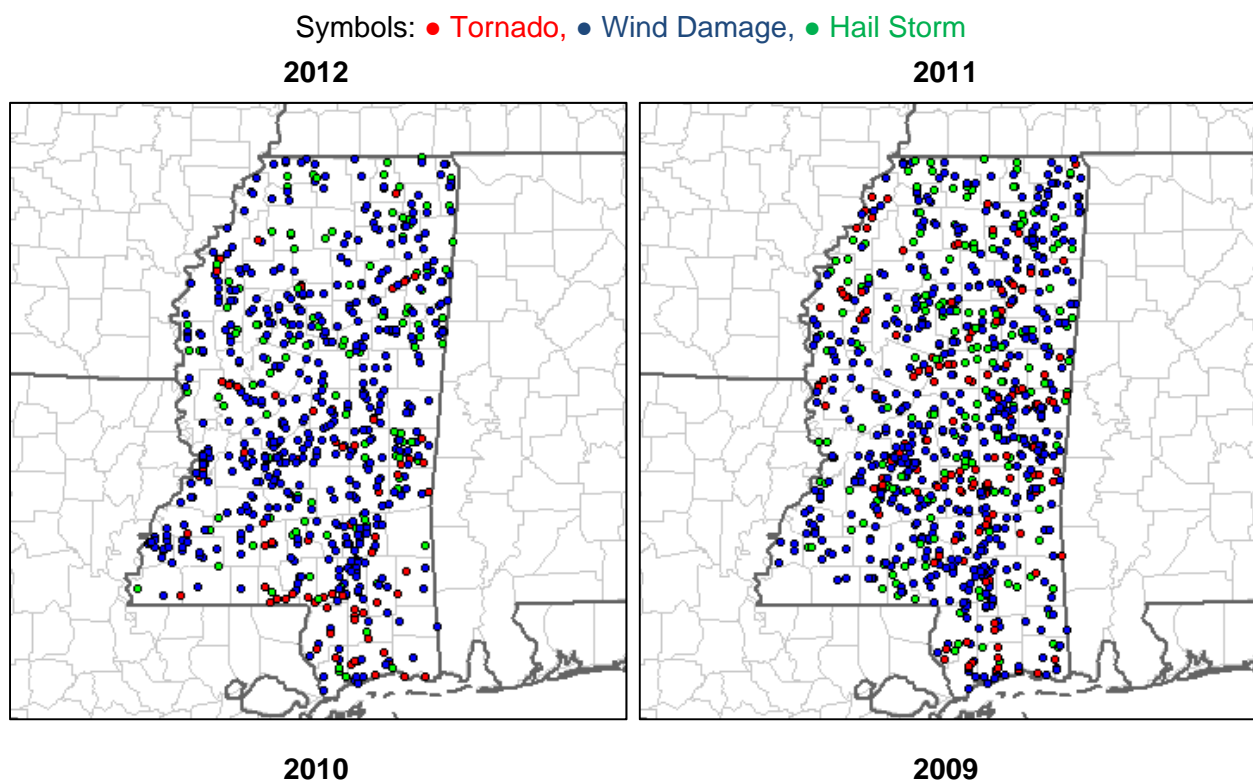 Symbols: ● Tornado, ● Wind Damage, ● Hail Storm
2012 2011
2010 2009